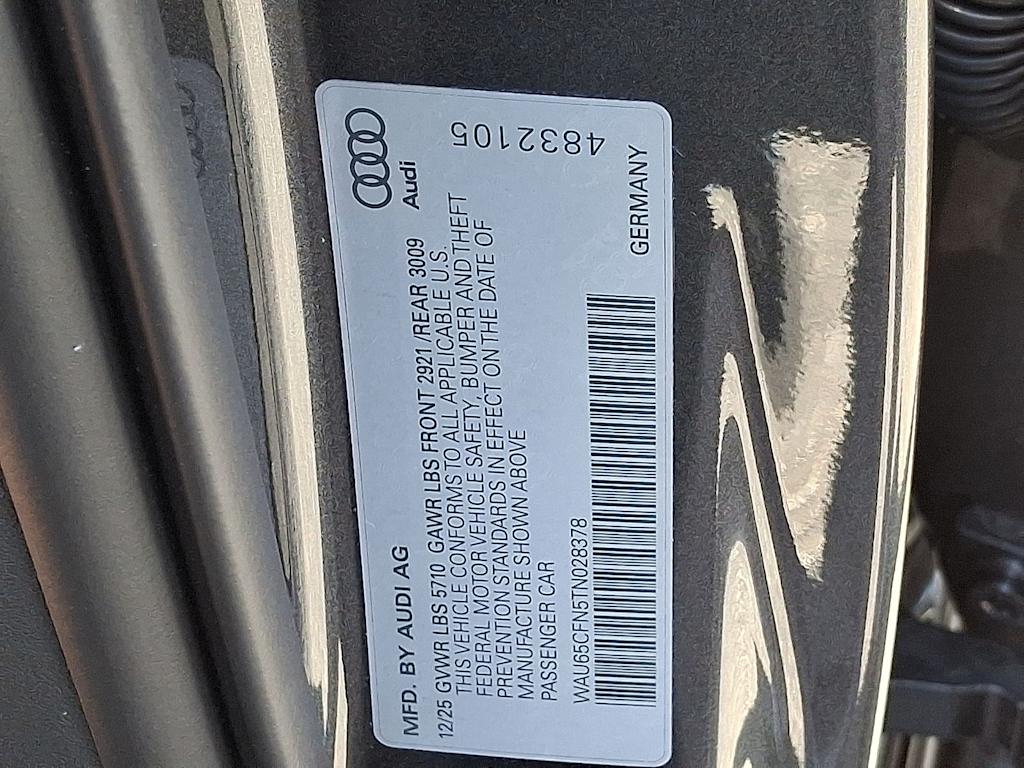 MFD. BY AUDI AG
Audi
12/25 GWWR LBS 5710 GAWR LBS FRONT 2921 /REAR 3009
THIS VEHICLE CONFORMS TO ALL APPLICABLE U.S.
FEDERAL MOTOR VEHICLE SAFETY, BUMPER AND THEFT
PREVENTION STANDARDS IN EFFECT ON THE DATE OF
MANUFACTURE SHOWN ABOVE
PASSENGER CAR
WAU65CFN5TN028378
GERMANY
4832105